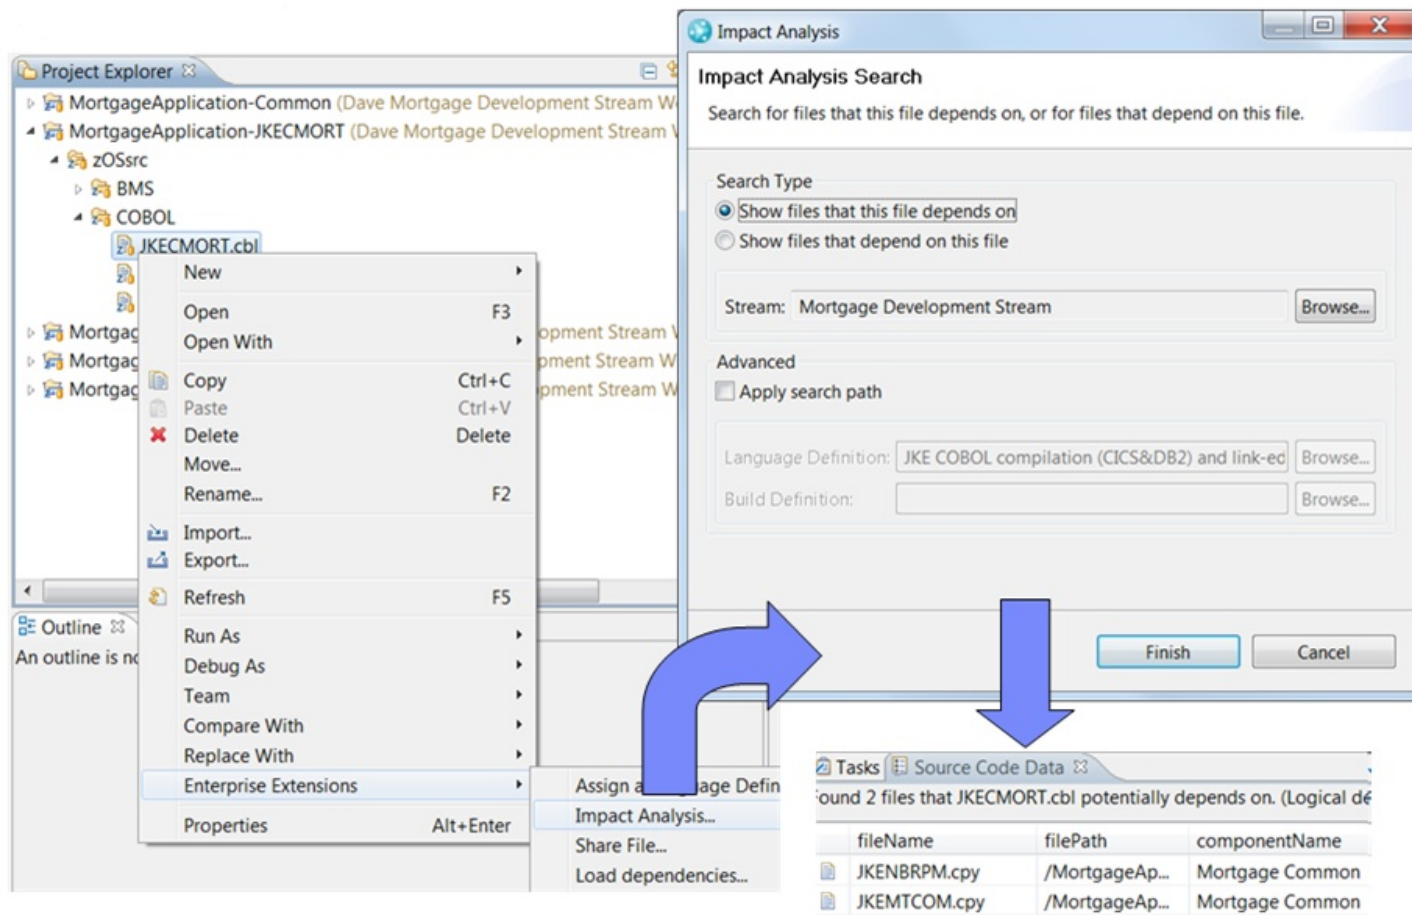 Project Explorer
MortgageApplication-Common (Dave Mortgage Development Stream
MortgageApplication-JKECMORT (Dave Mortgage Development Stream
zOSsrc
BMS
COBOL
JKECMORT.cbl
Stream
Stream W
Stream W
New
Open F3
Open With
Copy Ctrl+C
Paste Ctrl+V
Delete Delete
Move...
Rename... F2
Import...
Export...
Refresh F5
Run As
Debug As
Team
Compare With
Replace With
Enterprise Extensions
Properties Alt+Enter
Outline
An outline is
Assign
Impact Analysis...
Share File...
Load dependencies...
Impact Analysis
Impact Analysis Search
Search for files that this file depends on, or for files that depend on this file.
Search Type
Show files that this file depends on
Show files that depend on this file
Stream: Mortgage Development Stream Browse...
Advanced
Apply search path
Language Definition: JKE COBOL compilation (CICS&DB2) and link-ed Browse...
Build Definition: Browse...
Finish Cancel
Tasks Source Code Data
2 files that JKECMORT.cbl potentially depends on. (Logical
fileName filePath componentName
JKENBRPM.cpy /MortgageAp... Mortgage Common
JKEMTCOM.cpy /MortgageAp... Mortgage Common